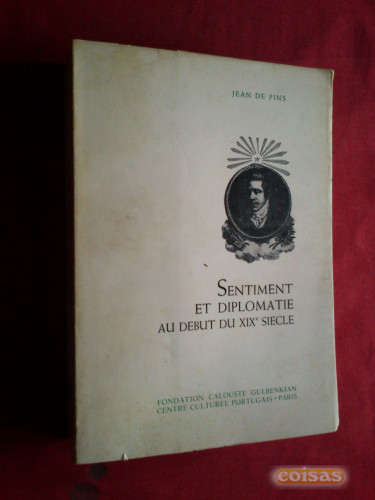 JEAN DE PINS
SENTIMENT
ET DIPLOMATIE
AU DEBUT DU XIXᵉ SIECLE
FONDATION CALOUSTE GULBENKIAN
CENTRE CULTUREL PORTUGAIS • PARIS
coisas